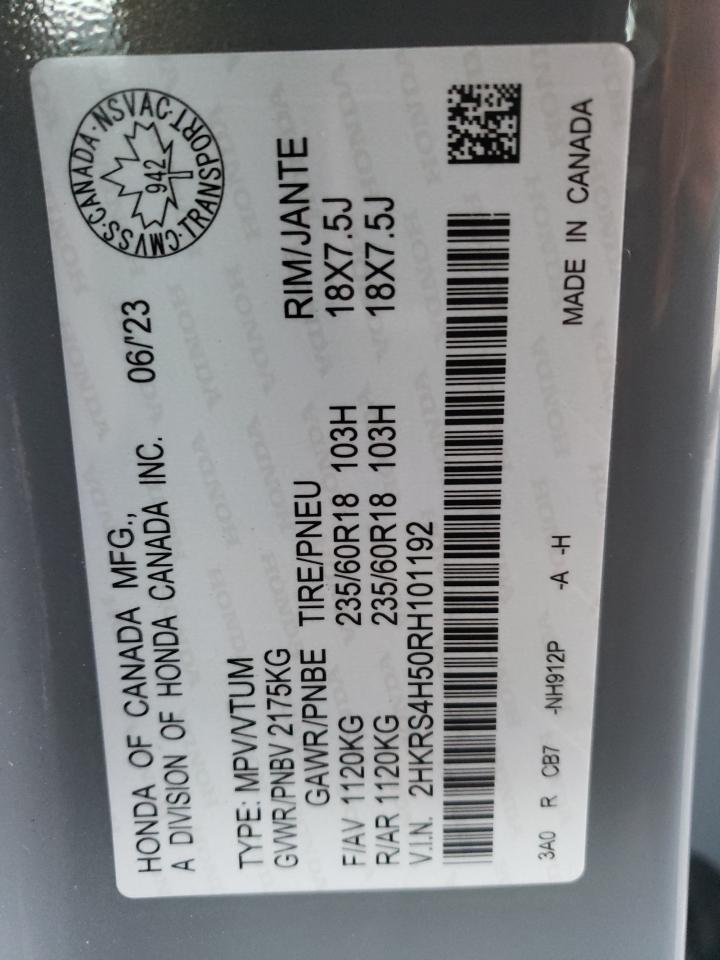 HONDA OF CANADA MFG.,
A DIVISION OF HONDA CANADA INC. 06/'23
CMVSS·CANADA·NSVAC·TRANSPORT·
942
TYPE: MPV/VTUM
GVWR/PNBV 2175KG
GAWR/PNBE TIRE/PNEU RIM/JANTE
F/AV 1120KG 235/60R18 103H 18X7.5J
R/AR 1120KG 235/60R18 103H 18X7.5J
V.I.N. 2HKRS4H50RH101192
3A0 R CB7 -NH912P -A -H MADE IN CANADA